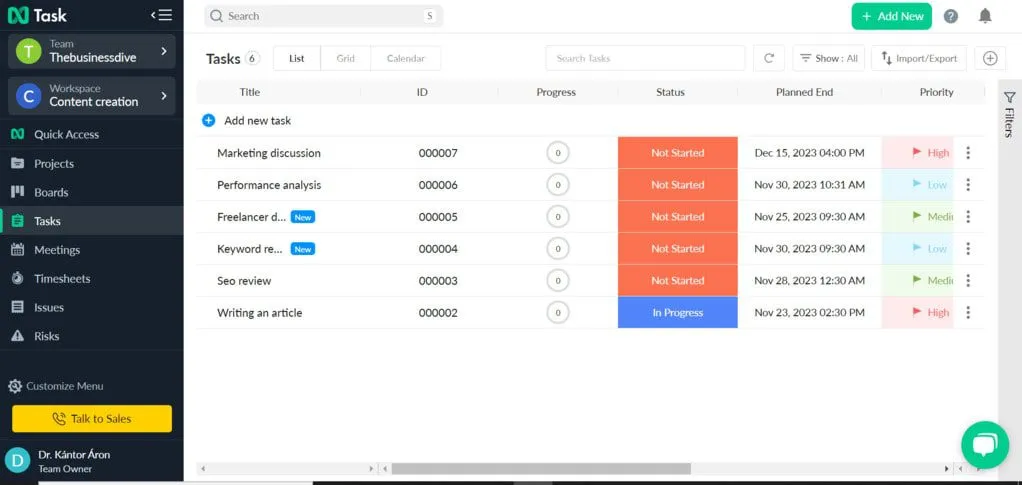 Task
Team
T
Thebusinessdive
Workspace
C
Content creation
Quick Access
Projects
Boards
Tasks
Meetings
Timesheets
Issues
Risks
Customize Menu
Talk to Sales
D
Dr. Kántor Áron
Team Owner
Search S
+ Add New ?
Tasks 6 List Grid Calendar Search Tasks Show : All Import/Export
Title ID Progress Status Planned End Priority
Filters
Add new task
Marketing discussion 000007 0 Not Started Dec 15, 2023 04:00 PM High
Performance analysis 000006 0 Not Started Nov 30, 2023 10:31 AM Low
Freelancer d... New 000005 0 Not Started Nov 25, 2023 09:30 AM Medi
Keyword re... New 000004 0 Not Started Nov 30, 2023 09:30 AM Low
Seo review 000003 0 Not Started Nov 28, 2023 12:30 AM Medi
Writing an article 000002 0 In Progress Nov 23, 2023 02:30 PM High